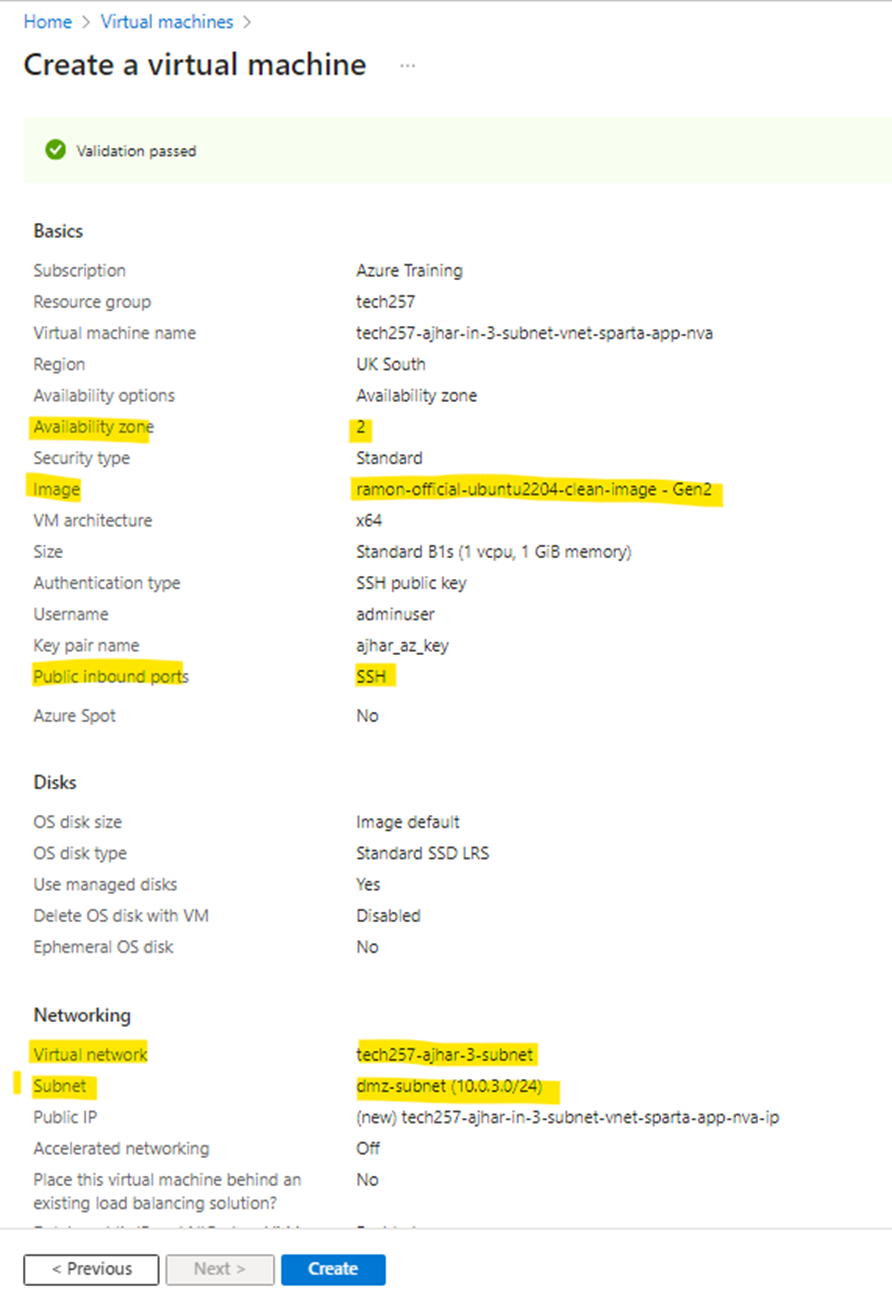 Home > Virtual machines >
Create a virtual machine ...
Validation passed
Basics
Subscription Azure Training
Resource group tech257
Virtual machine name tech257-ajhar-in-3-subnet-vnet-sparta-app-nva
Region UK South
Availability options Availability zone
Availability zone 2
Security type Standard
Image ramon-official-ubuntu2204-clean-image - Gen2
VM architecture x64
Size Standard B1s (1 vcpu, 1 GiB memory)
Authentication type SSH public key
Username adminuser
Key pair name ajhar_az_key
Public inbound ports SSH
Azure Spot No
Disks
OS disk size Image default
OS disk type Standard SSD LRS
Use managed disks Yes
Delete OS disk with VM Disabled
Ephemeral OS disk No
Networking
Virtual network tech257-ajhar-3-subnet
Subnet dmz-subnet (10.0.3.0/24)
Public IP (new) tech257-ajhar-in-3-subnet-vnet-sparta-app-nva-ip
Accelerated networking Off
Place this virtual machine behind an No
existing load balancing solution?
< Previous Next > Create